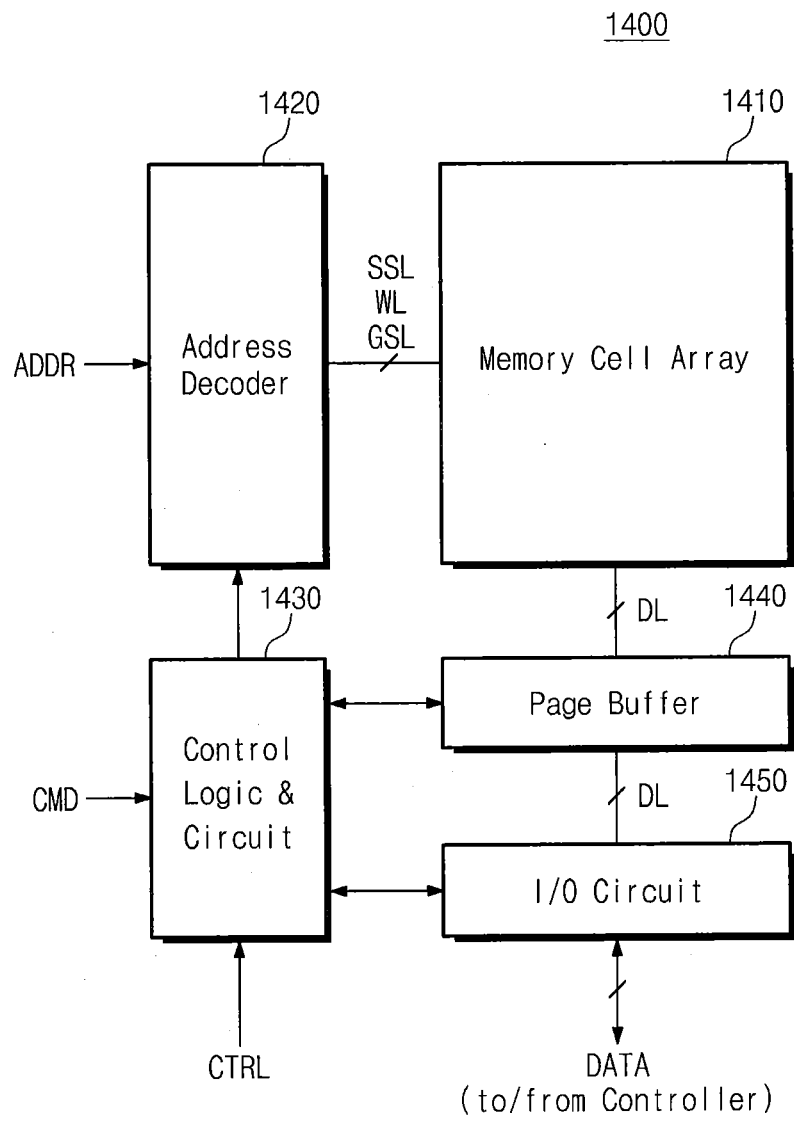 1400
1420
1410
SSL
WL
GSL
ADDR
Address
Decoder
Memory Cell Array
1430
DL
1440
Control
Logic &
Circuit
Page Buffer
CMD
DL
1450
I/O Circuit
CTRL
DATA
(to/from Controller)